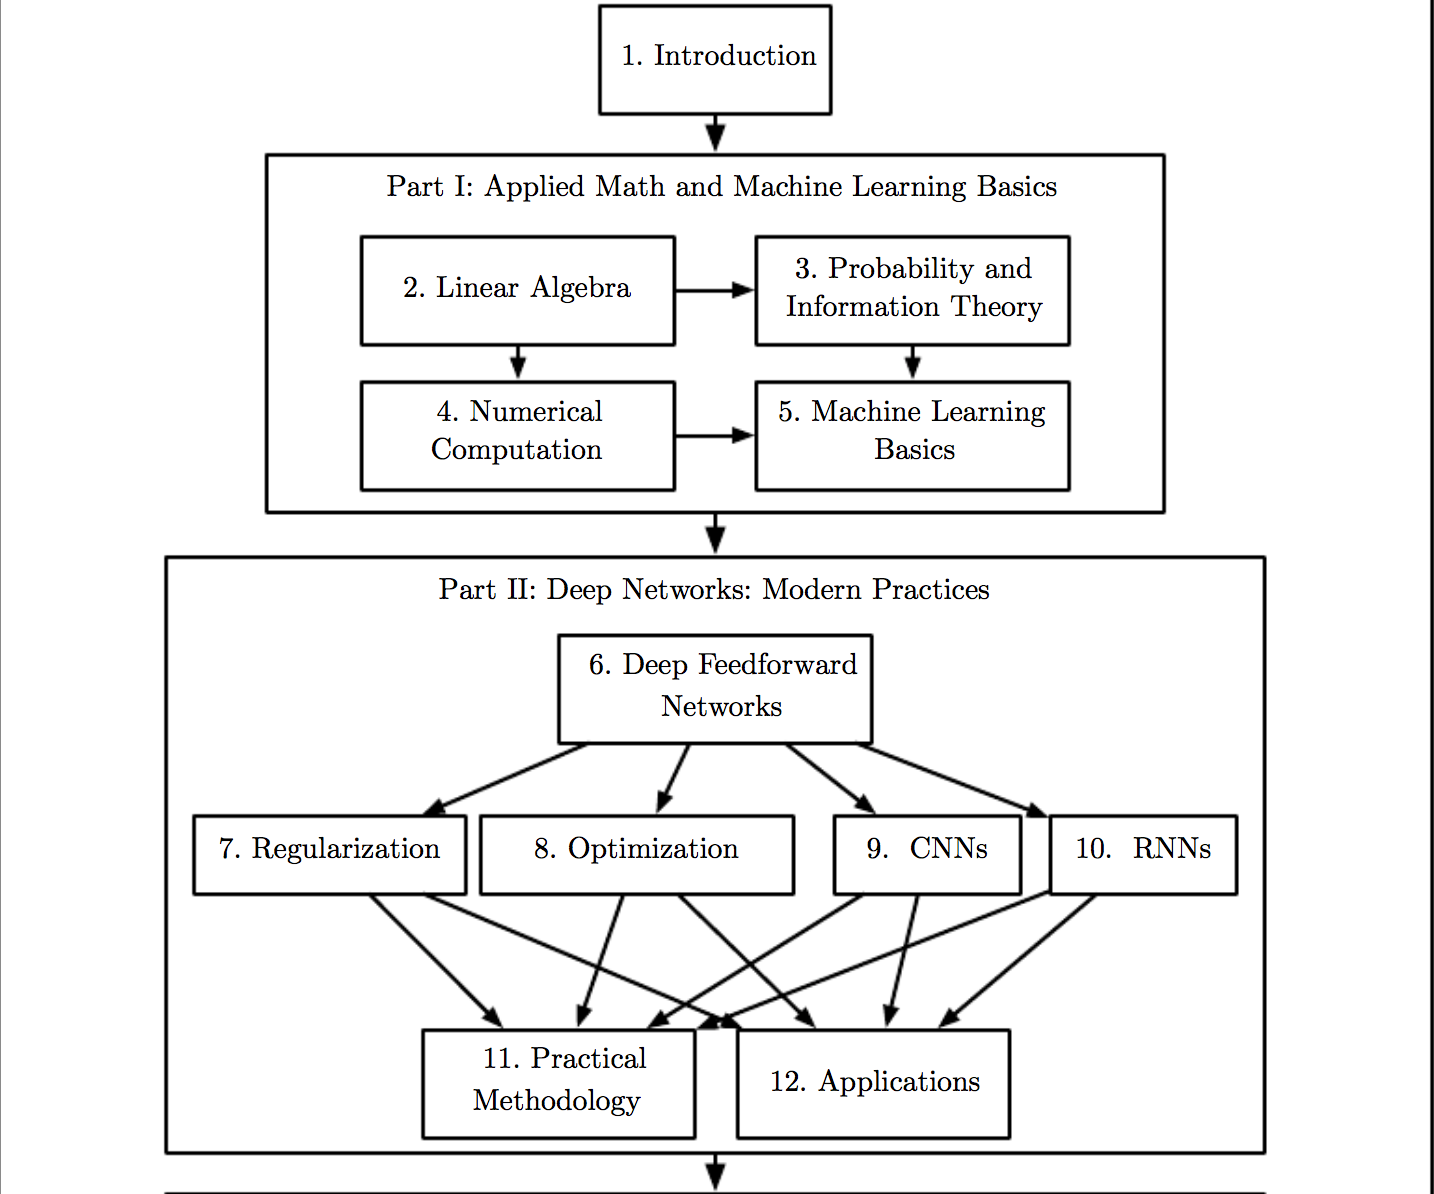 1. Introduction
Part I: Applied Math and Machine Learning Basics
2. Linear Algebra
3. Probability and
Information Theory
4. Numerical
Computation
5. Machine Learning
Basics
Part II: Deep Networks: Modern Practices
6. Deep Feedforward
Networks
7. Regularization
8. Optimization
9. CNNs
10. RNNs
11. Practical
Methodology
12. Applications